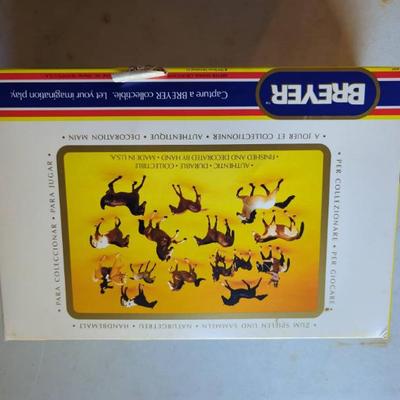 BREYER
Capture a BREYER collectible. Let your imagination play.
· A JOUER ET COLLECTIONNER · AUTHENTIQUE · DECORATION MAIN
· PER COLLEZIONARE · PER GIOCARE
· PARA COLECCIONAR · PARA JUGAR
· AUTHENTIC · DURABLE · COLLECTIBLE
· FINISHED AND DECORATED BY HAND · MADE IN U.S.A.
· ZUM SPIELEN UND SAMMELN · NATURGETREU · HANDBEMALT